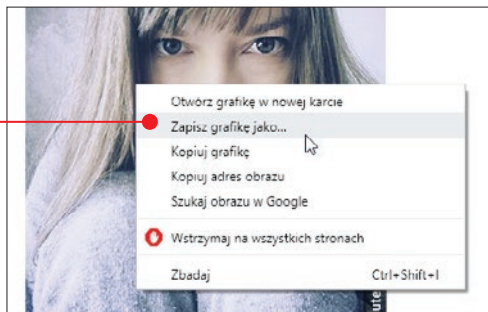 Otwórz grafikę w nowej karcie
Zapisz grafikę jako...
Kopiuj grafikę
Kopiuj adres obrazu
Szukaj obrazu w Google
Wstrzymaj na wszystkich stronach
Zbadaj Ctrl+Shift+I
ute